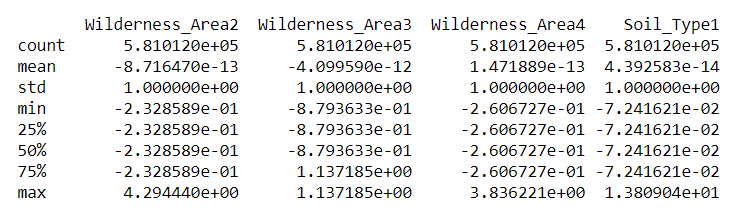 Wilderness_Area2 Wilderness_Area3 Wilderness_Area4 Soil_Type1
count 5.810120e+05 5.810120e+05 5.810120e+05 5.810120e+05
mean -8.716470e-13 -4.099590e-12 1.471889e-13 4.392583e-14
std 1.000000e+00 1.000000e+00 1.000000e+00 1.000000e+00
min -2.328589e-01 -8.793633e-01 -2.606727e-01 -7.241621e-02
25% -2.328589e-01 -8.793633e-01 -2.606727e-01 -7.241621e-02
50% -2.328589e-01 -8.793633e-01 -2.606727e-01 -7.241621e-02
75% -2.328589e-01 1.137185e+00 -2.606727e-01 -7.241621e-02
max 4.294440e+00 1.137185e+00 3.836221e+00 1.380904e+01